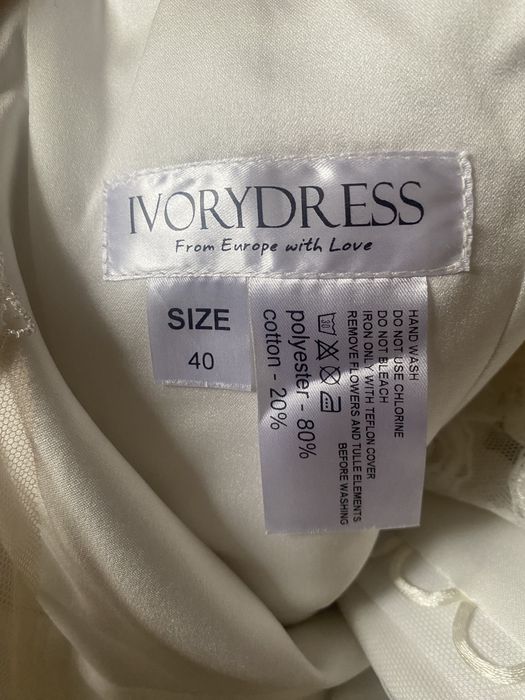 IVORYDRESS
From Europe with Love
SIZE
40
HAND WASH
DO NOT USE CHLORINE
DO NOT BLEACH
IRON ONLY WITH TEFLON COVER
REMOVE FLOWERS AND TULLE ELEMENTS
BEFORE WASHING
30
polyester - 80%
cotton - 20%